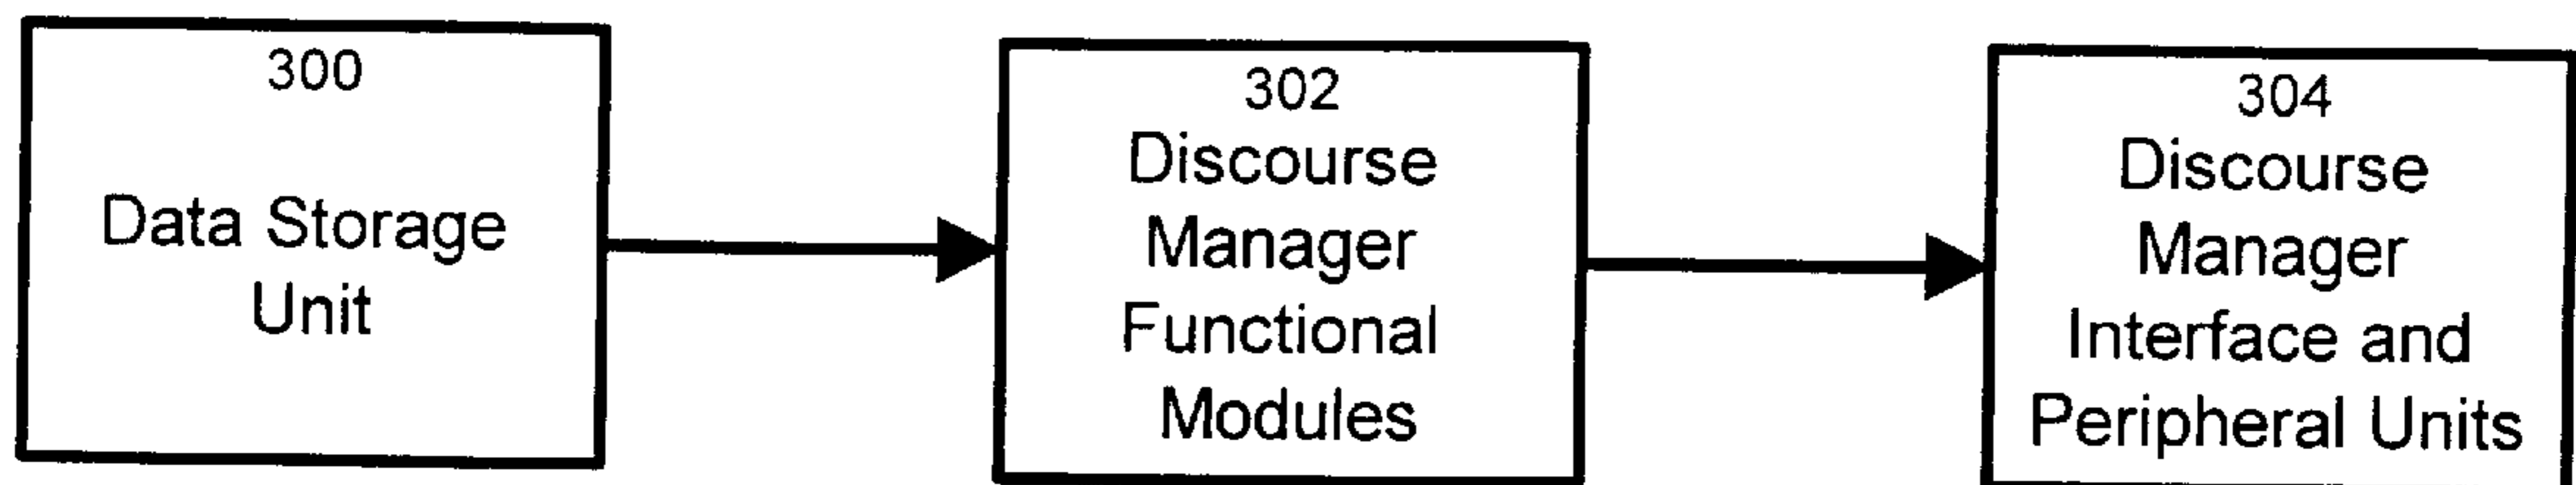 300
Data Storage
Unit
302
Discourse
Manager
Functional
Modules
304
Discourse
Manager
Interface and
Peripheral Units